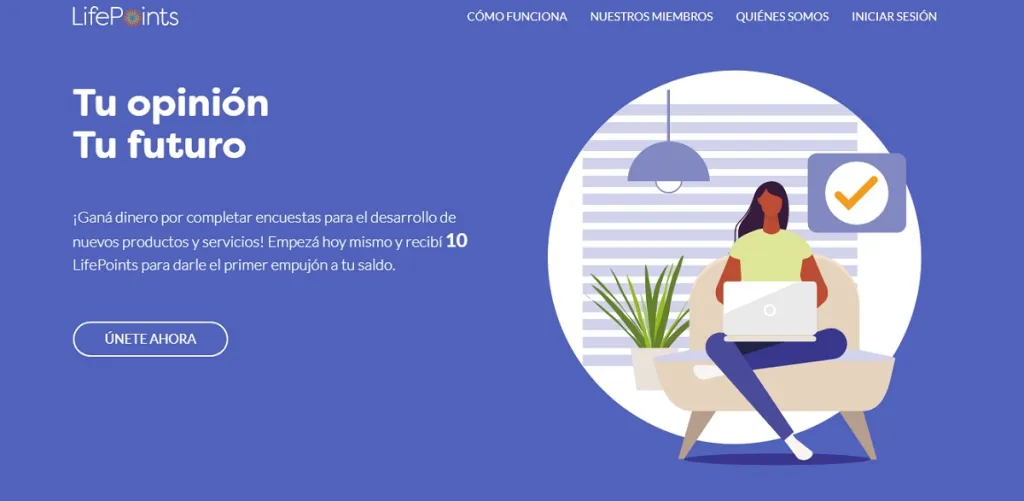 LifePoints
CÓMO FUNCIONA NUESTROS MIEMBROS QUIÉNES SOMOS INICIAR SESIÓN
Tu opinión
Tu futuro
¡Ganá dinero por completar encuestas para el desarrollo de
nuevos productos y servicios! Empezá hoy mismo y recibí 10
LifePoints para darle el primer empujón a tu saldo.
ÚNETE AHORA